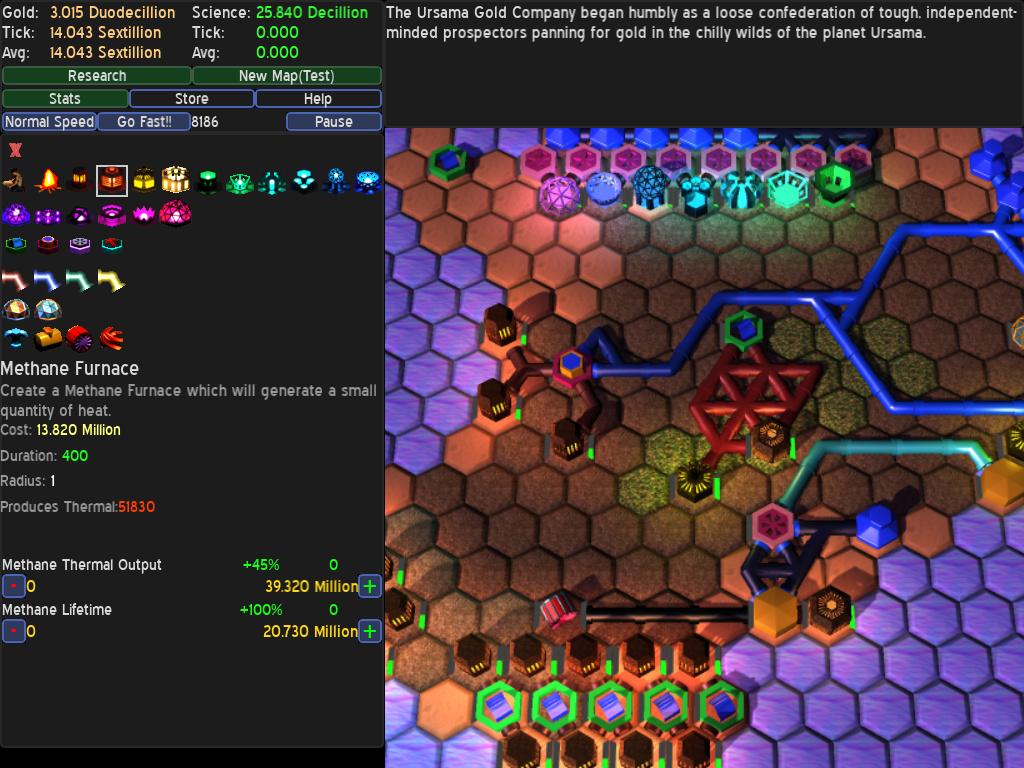 Gold: 3.015 Duodecillion Science: 25.840 Decillion
Tick: 14.043 Sextillion Tick: 0.000
Avg: 14.043 Sextillion Avg: 0.000
Research New Map(Test)
Stats Store Help
Normal Speed Go Fast!! 8186 Pause
The Ursama Gold Company began humbly as a loose confederation of tough, independent-
minded prospectors panning for gold in the chilly wilds of the planet Ursama.
X
Methane Furnace
Create a Methane Furnace which will generate a small
quantity of heat.
Cost: 13.820 Million
Duration: 400
Radius: 1
Produces Thermal:51830
Methane Thermal Output +45% 0
- 0 39.320 Million +
Methane Lifetime +100% 0
- 0 20.730 Million +